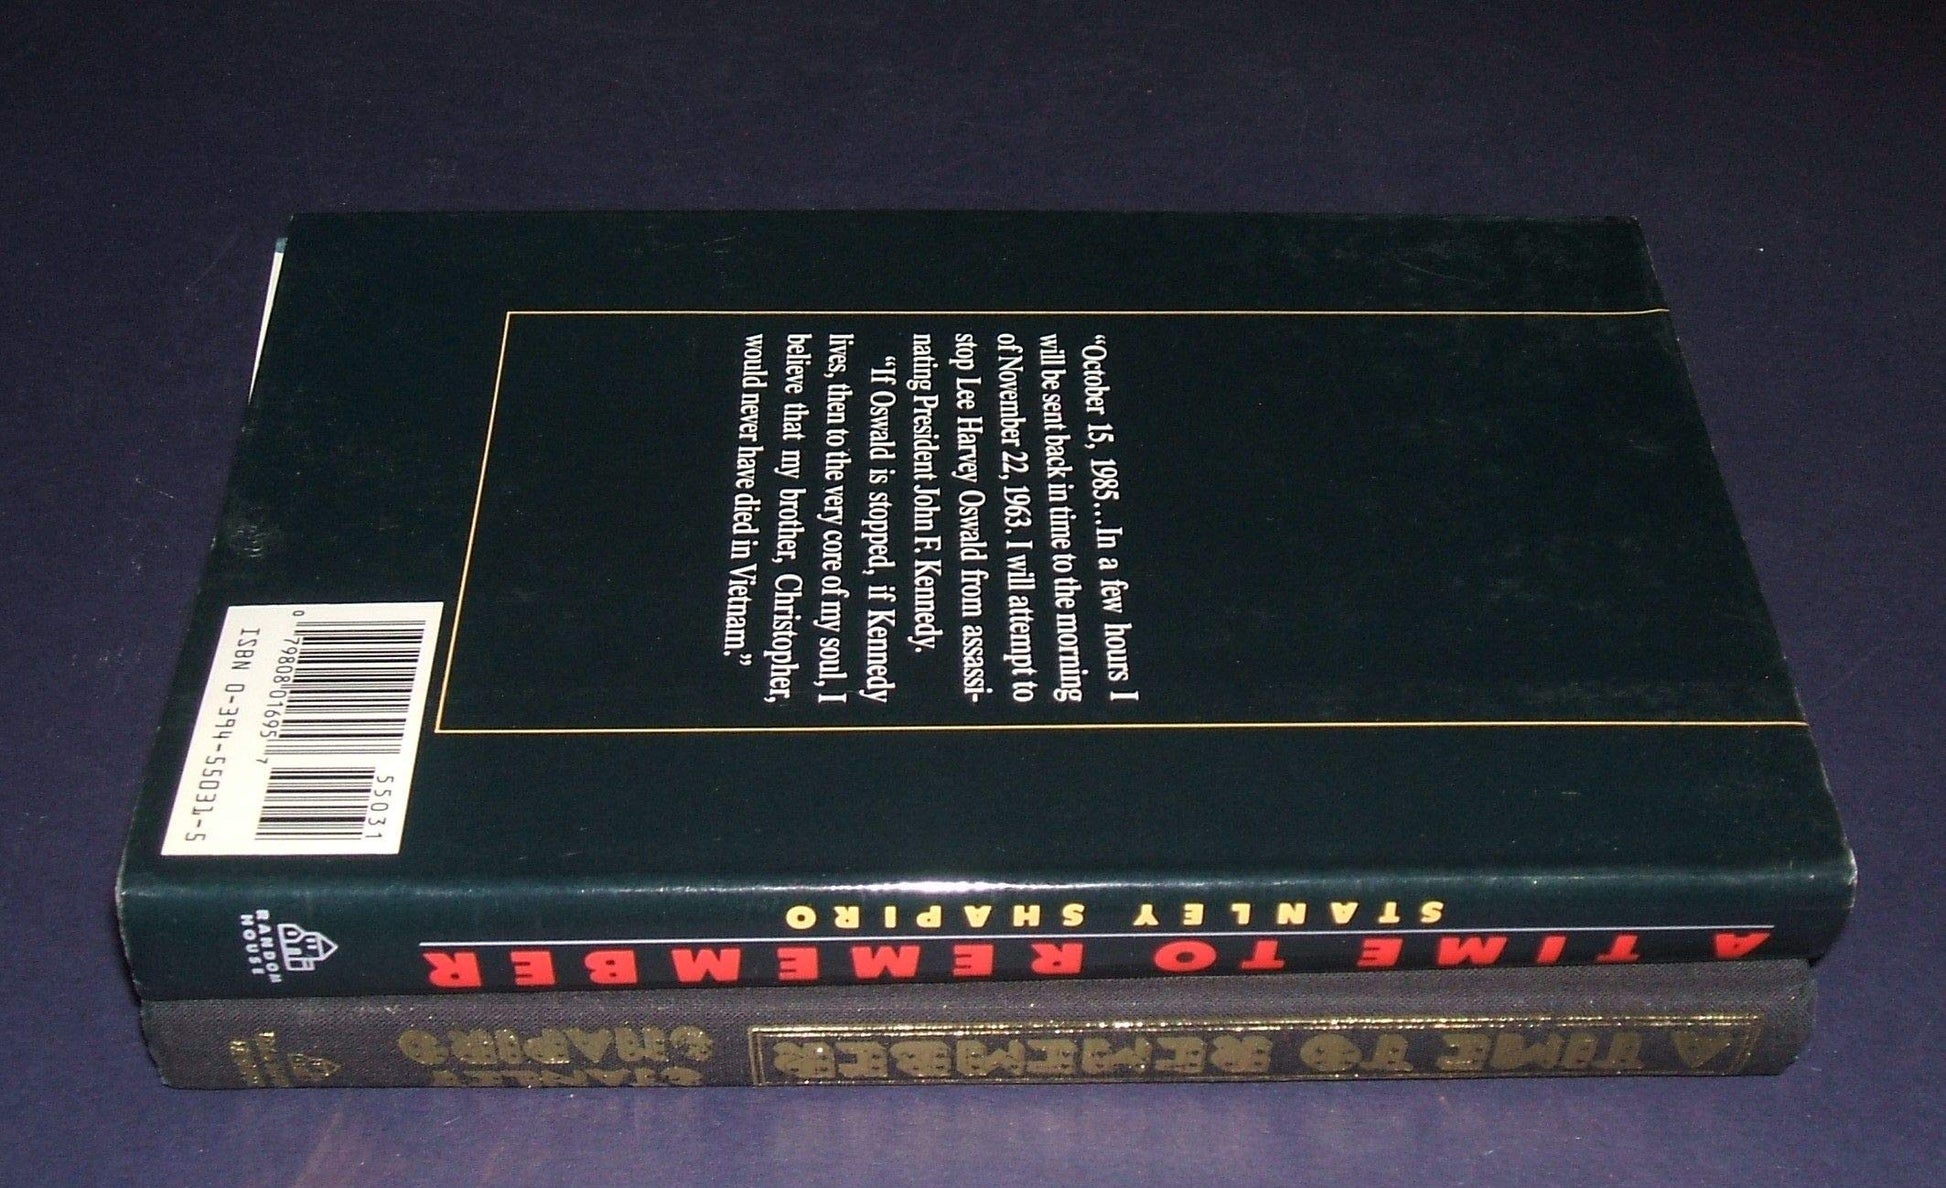 “October 15, 1985...In a few hours I
will be sent back in time to the morning
of November 22, 1963. I will attempt to
stop Lee Harvey Oswald from assassi-
nating President John F. Kennedy.
“If Oswald is stopped, if Kennedy
lives, then to the very core of my soul, I
believe that my brother, Christopher,
would never have died in Vietnam.”
55031
0 79808 01695 7
ISBN 0-394-55031-5
STANLEY SHAPIRO
A TIME TO REMEMBER
RANDOM
HOUSE
A TIME TO REMEMBER
STANLEY
SHAPIRO